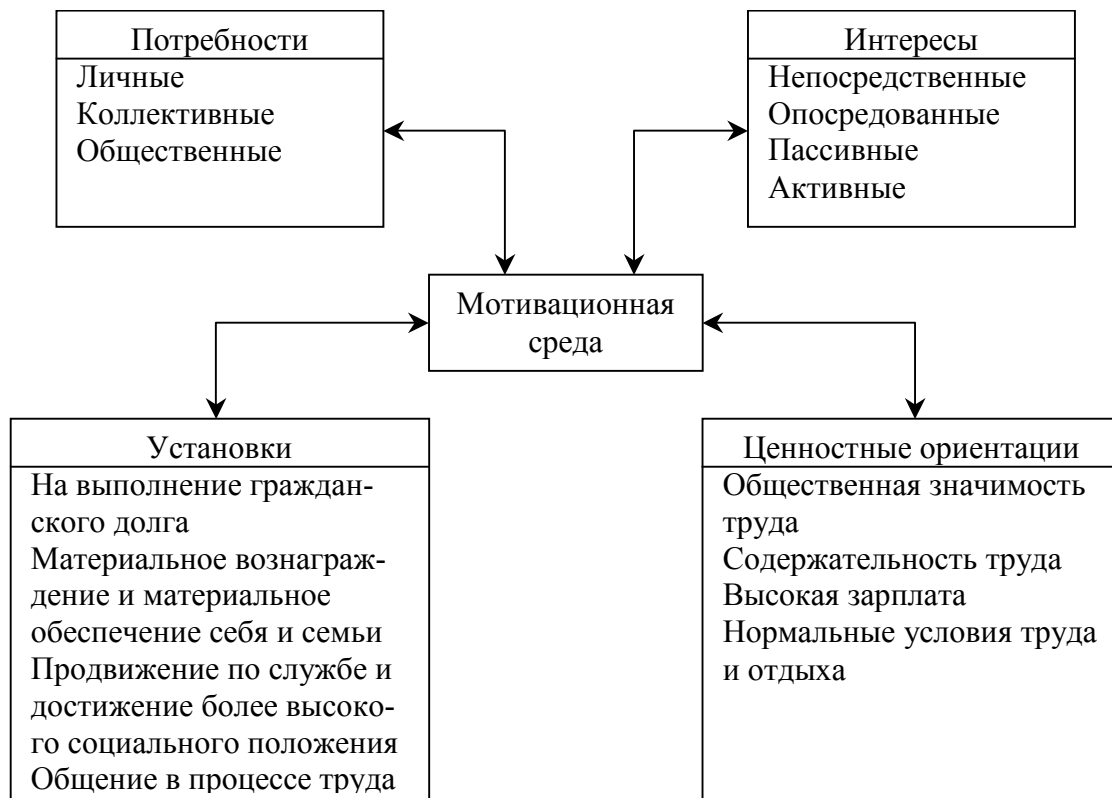 Потребности
Личные
Коллективные
Общественные
Интересы
Непосредственные
Опосредованные
Пассивные
Активные
Мотивационная
среда
Установки
На выполнение граждан-
ского долга
Материальное вознаграж-
дение и материальное
обеспечение себя и семьи
Продвижение по службе и
достижение более высоко-
го социального положения
Общение в процессе труда
Ценностные ориентации
Общественная значимость
труда
Содержательность труда
Высокая зарплата
Нормальные условия труда
и отдыха